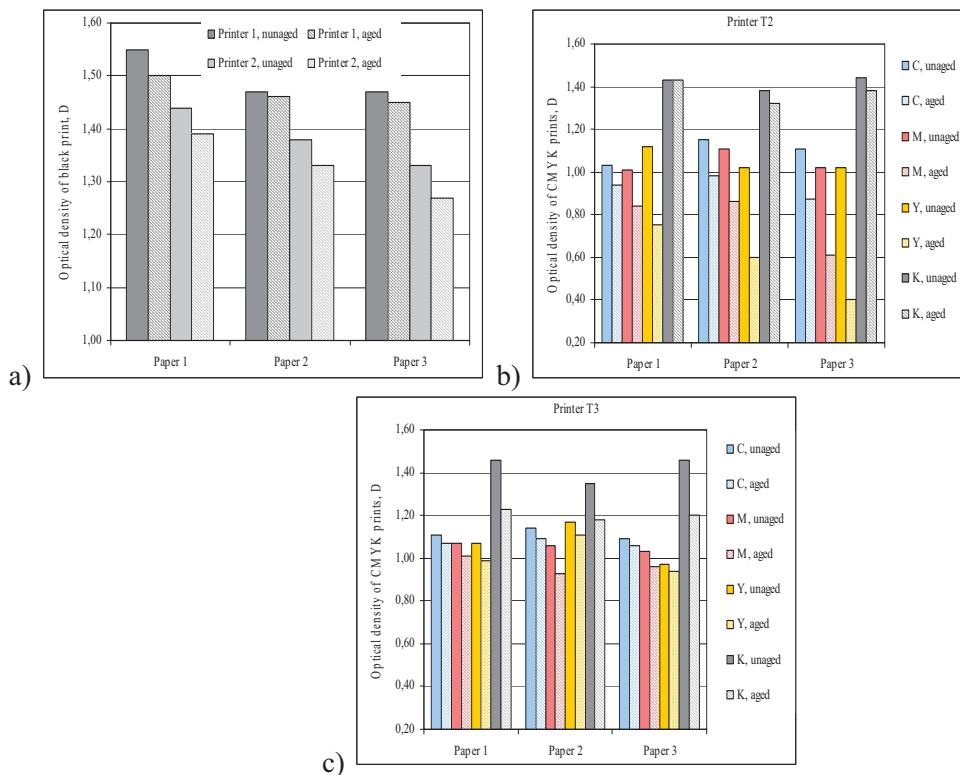 1,60
1,50
1,40
1,30
1,20
1,10
1,00
Optical density of black print, D
Printer 1, nunaged
Printer 1, aged
Printer 2, unaged
Printer 2, aged
Paper 1
Paper 2
Paper 3
a)
Printer T2
1,60
1,40
1,20
1,00
0,80
0,60
0,40
0,20
Optical density of CMYK prints, D
Paper 1
Paper 2
Paper 3
C, unaged
C, aged
M, unaged
M, aged
Y, unaged
Y, aged
K, unaged
K, aged
b)
Printer T3
1,60
1,40
1,20
1,00
0,80
0,60
0,40
0,20
Optical density of CMYK prints, D
Paper 1
Paper 2
Paper 3
C, unaged
C, aged
M, unaged
M, aged
Y, unaged
Y, aged
K, unaged
K, aged
c)